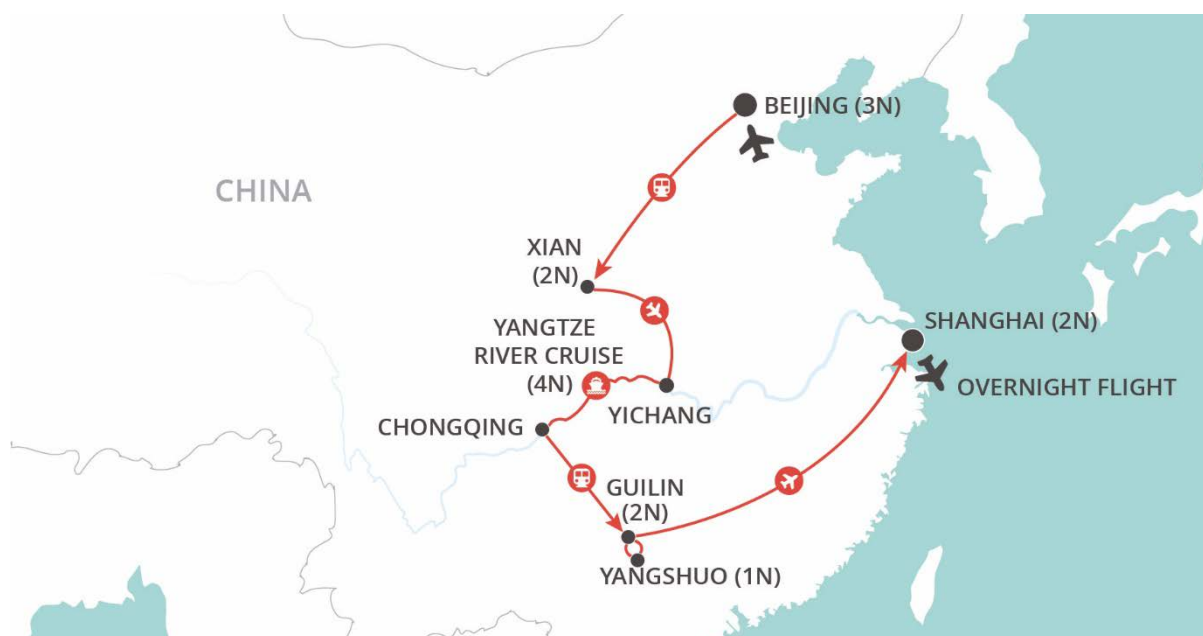 BEIJING (3N)
CHINA
XIAN
(2N)
YANGTZE
RIVER CRUISE
(4N)
SHANGHAI (2N)
OVERNIGHT FLIGHT
YICHANG
CHONGQING
GUILIN
(2N)
YANGSHUO (1N)